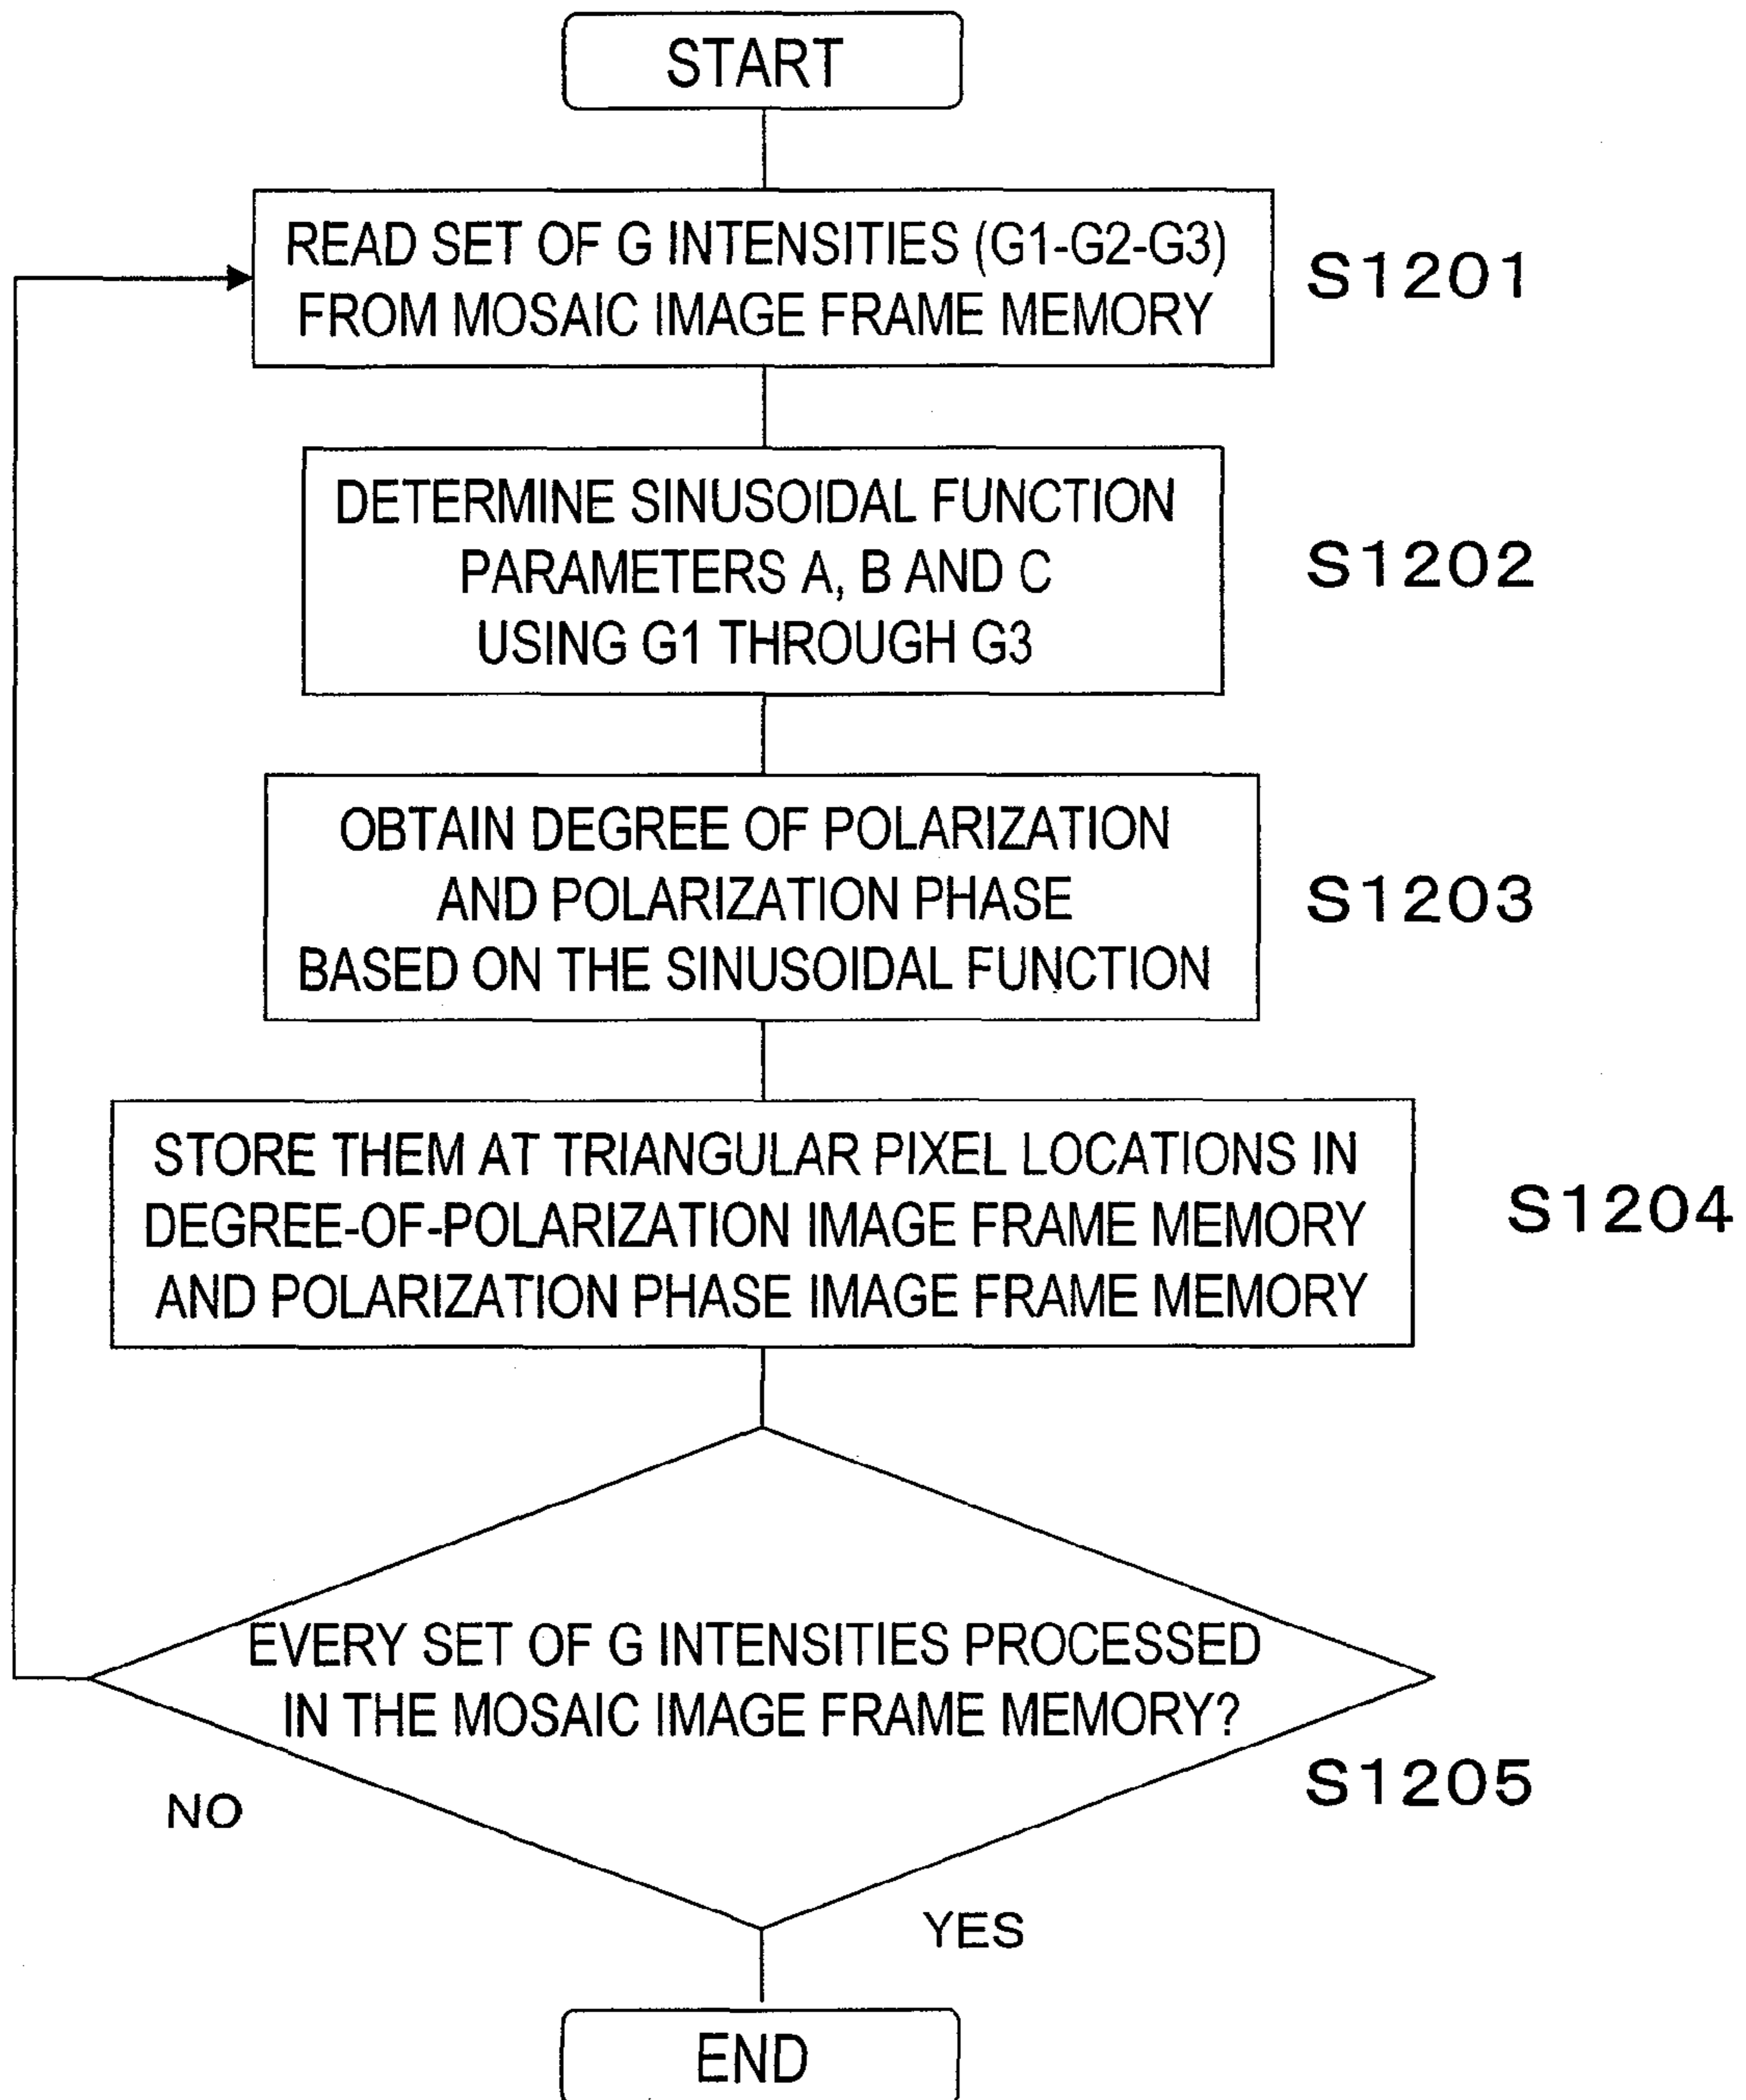 START
READ SET OF G INTENSITIES (G1-G2-G3)
FROM MOSAIC IMAGE FRAME MEMORY
S1201
DETERMINE SINUSOIDAL FUNCTION
PARAMETERS A, B AND C
USING G1 THROUGH G3
S1202
OBTAIN DEGREE OF POLARIZATION
AND POLARIZATION PHASE
BASED ON THE SINUSOIDAL FUNCTION
S1203
STORE THEM AT TRIANGULAR PIXEL LOCATIONS IN
DEGREE-OF-POLARIZATION IMAGE FRAME MEMORY
AND POLARIZATION PHASE IMAGE FRAME MEMORY
S1204
EVERY SET OF G INTENSITIES PROCESSED
IN THE MOSAIC IMAGE FRAME MEMORY?
S1205
NO
YES
END